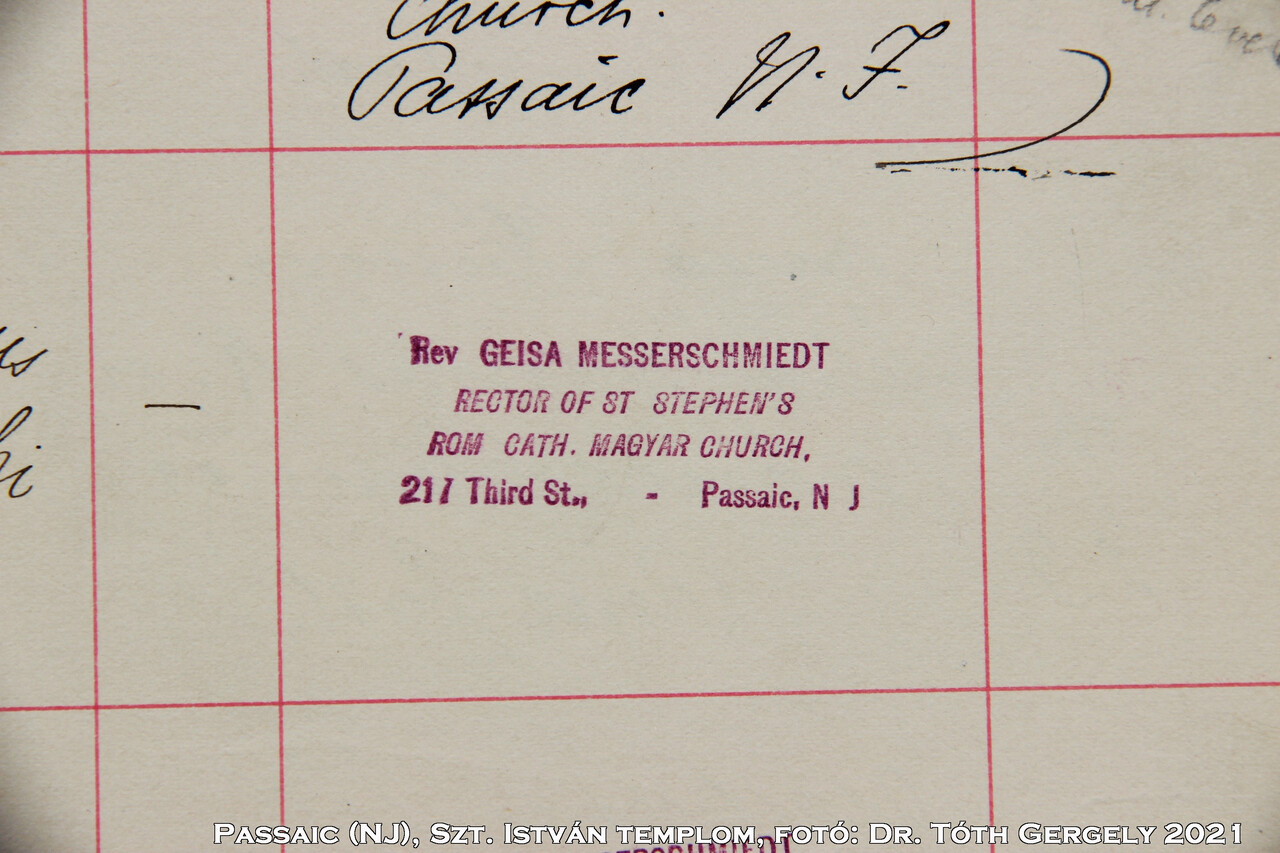 Church.
Passaic N. J.
Rev GEISA MESSERSCHMIEDT
RECTOR OF ST STEPHEN'S
ROM CATH. MAGYAR CHURCH,
217 Third St., - Passaic, N J
PASSAIC (NJ), SZT. ISTVÁN TEMPLOM, FOTÓ: DR. TÓTH GERGELY 2021